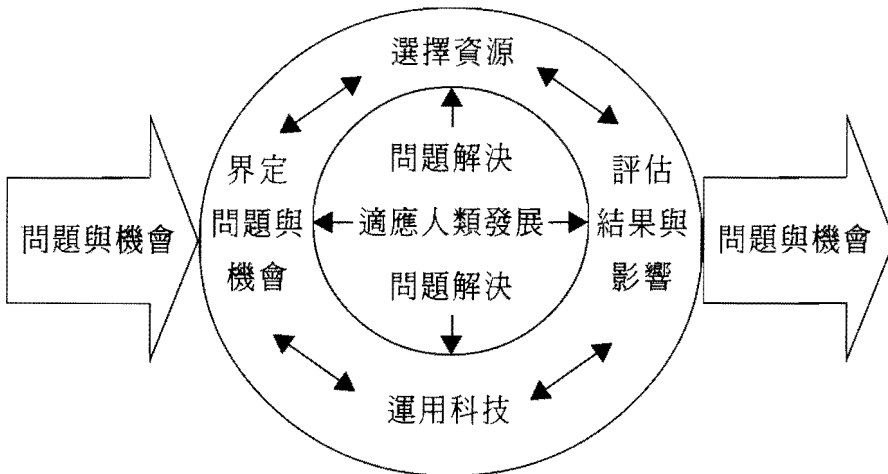 選擇資源
問題解決
界定
問題與
機會
適應人類發展
評估
結果與
影響
問題與機會
問題與機會
問題解決
運用科技